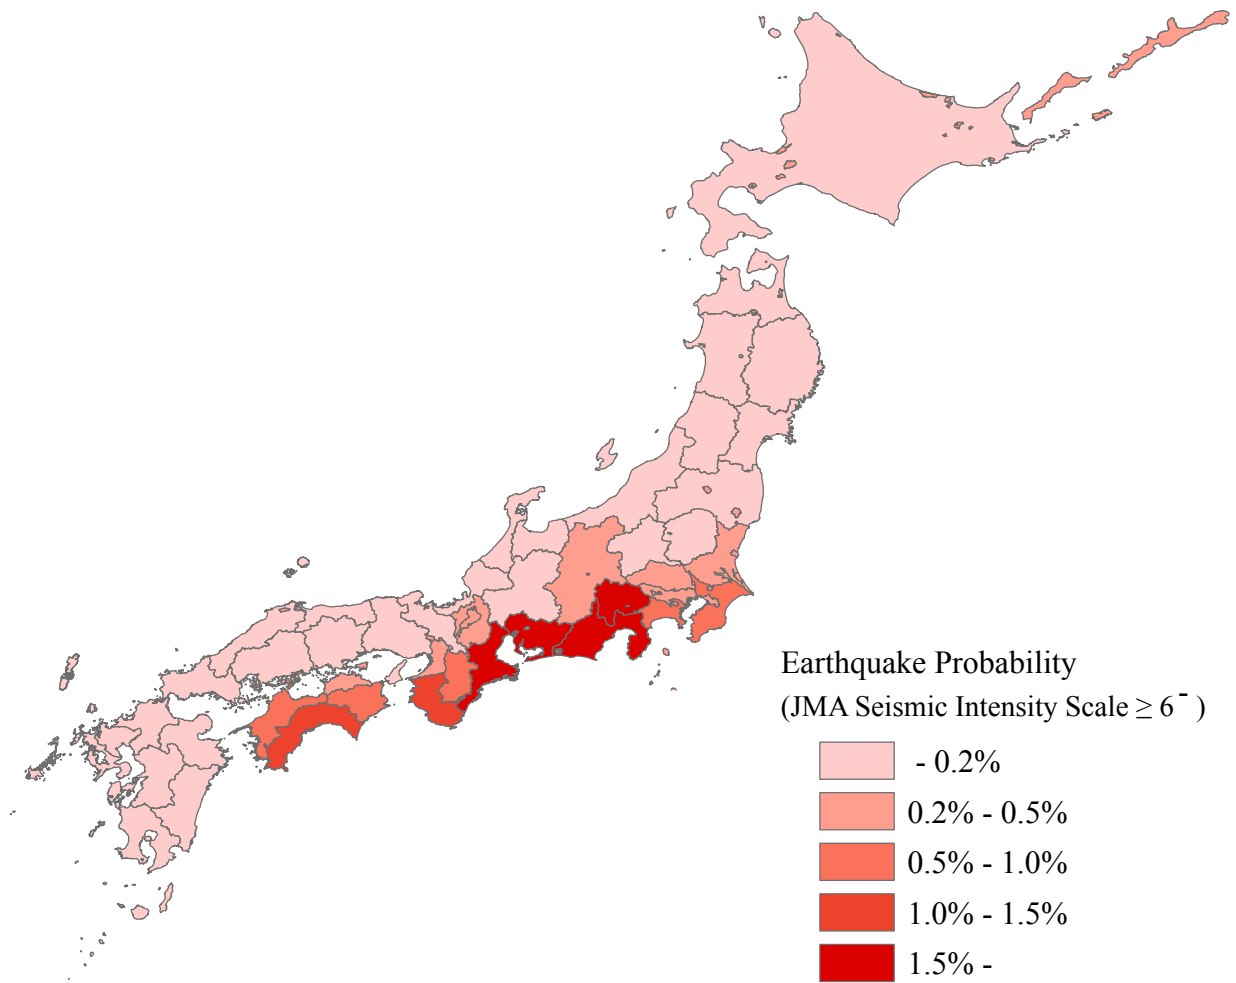 Earthquake Probability
(JMA Seismic Intensity Scale ≥ 6⁻ )
- 0.2%
0.2% - 0.5%
0.5% - 1.0%
1.0% - 1.5%
1.5% -